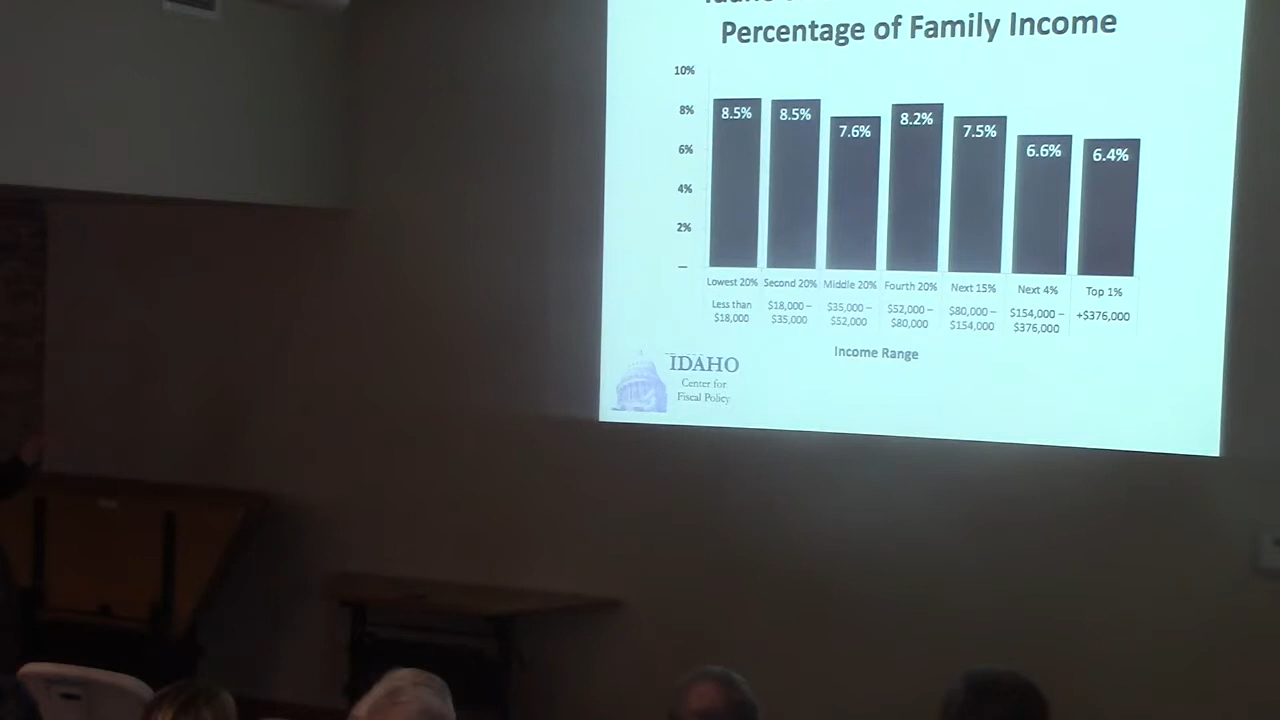 Percentage of Family Income
10%
8%
6%
4%
2%
—
8.5%
8.5%
7.6%
8.2%
7.5%
6.6%
6.4%
Lowest 20% Second 20% Middle 20% Fourth 20% Next 15% Next 4% Top 1%
Less than $18,000 – $35,000 – $52,000 – $80,000 – $154,000 – +$376,000
$18,000 $35,000 $52,000 $80,000 $154,000 $376,000
Income Range
IDAHO
Center for
Fiscal Policy